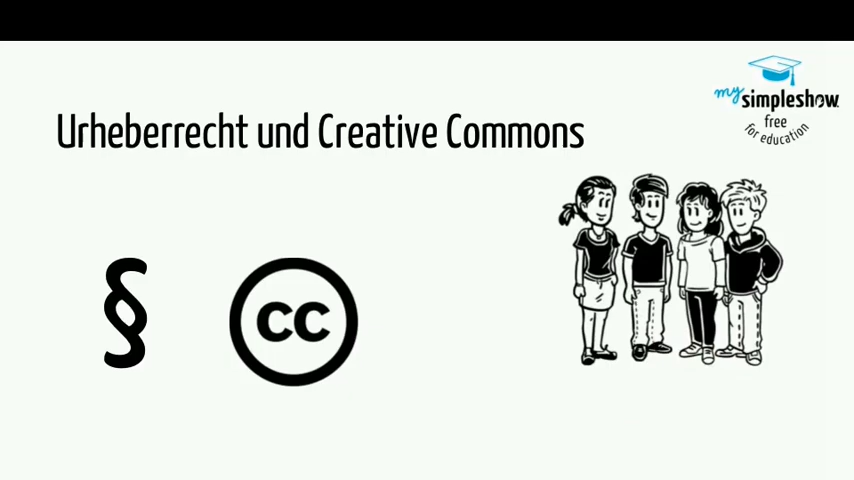 my simpleshow
free
for education
Urheberrecht und Creative Commons
§
cc